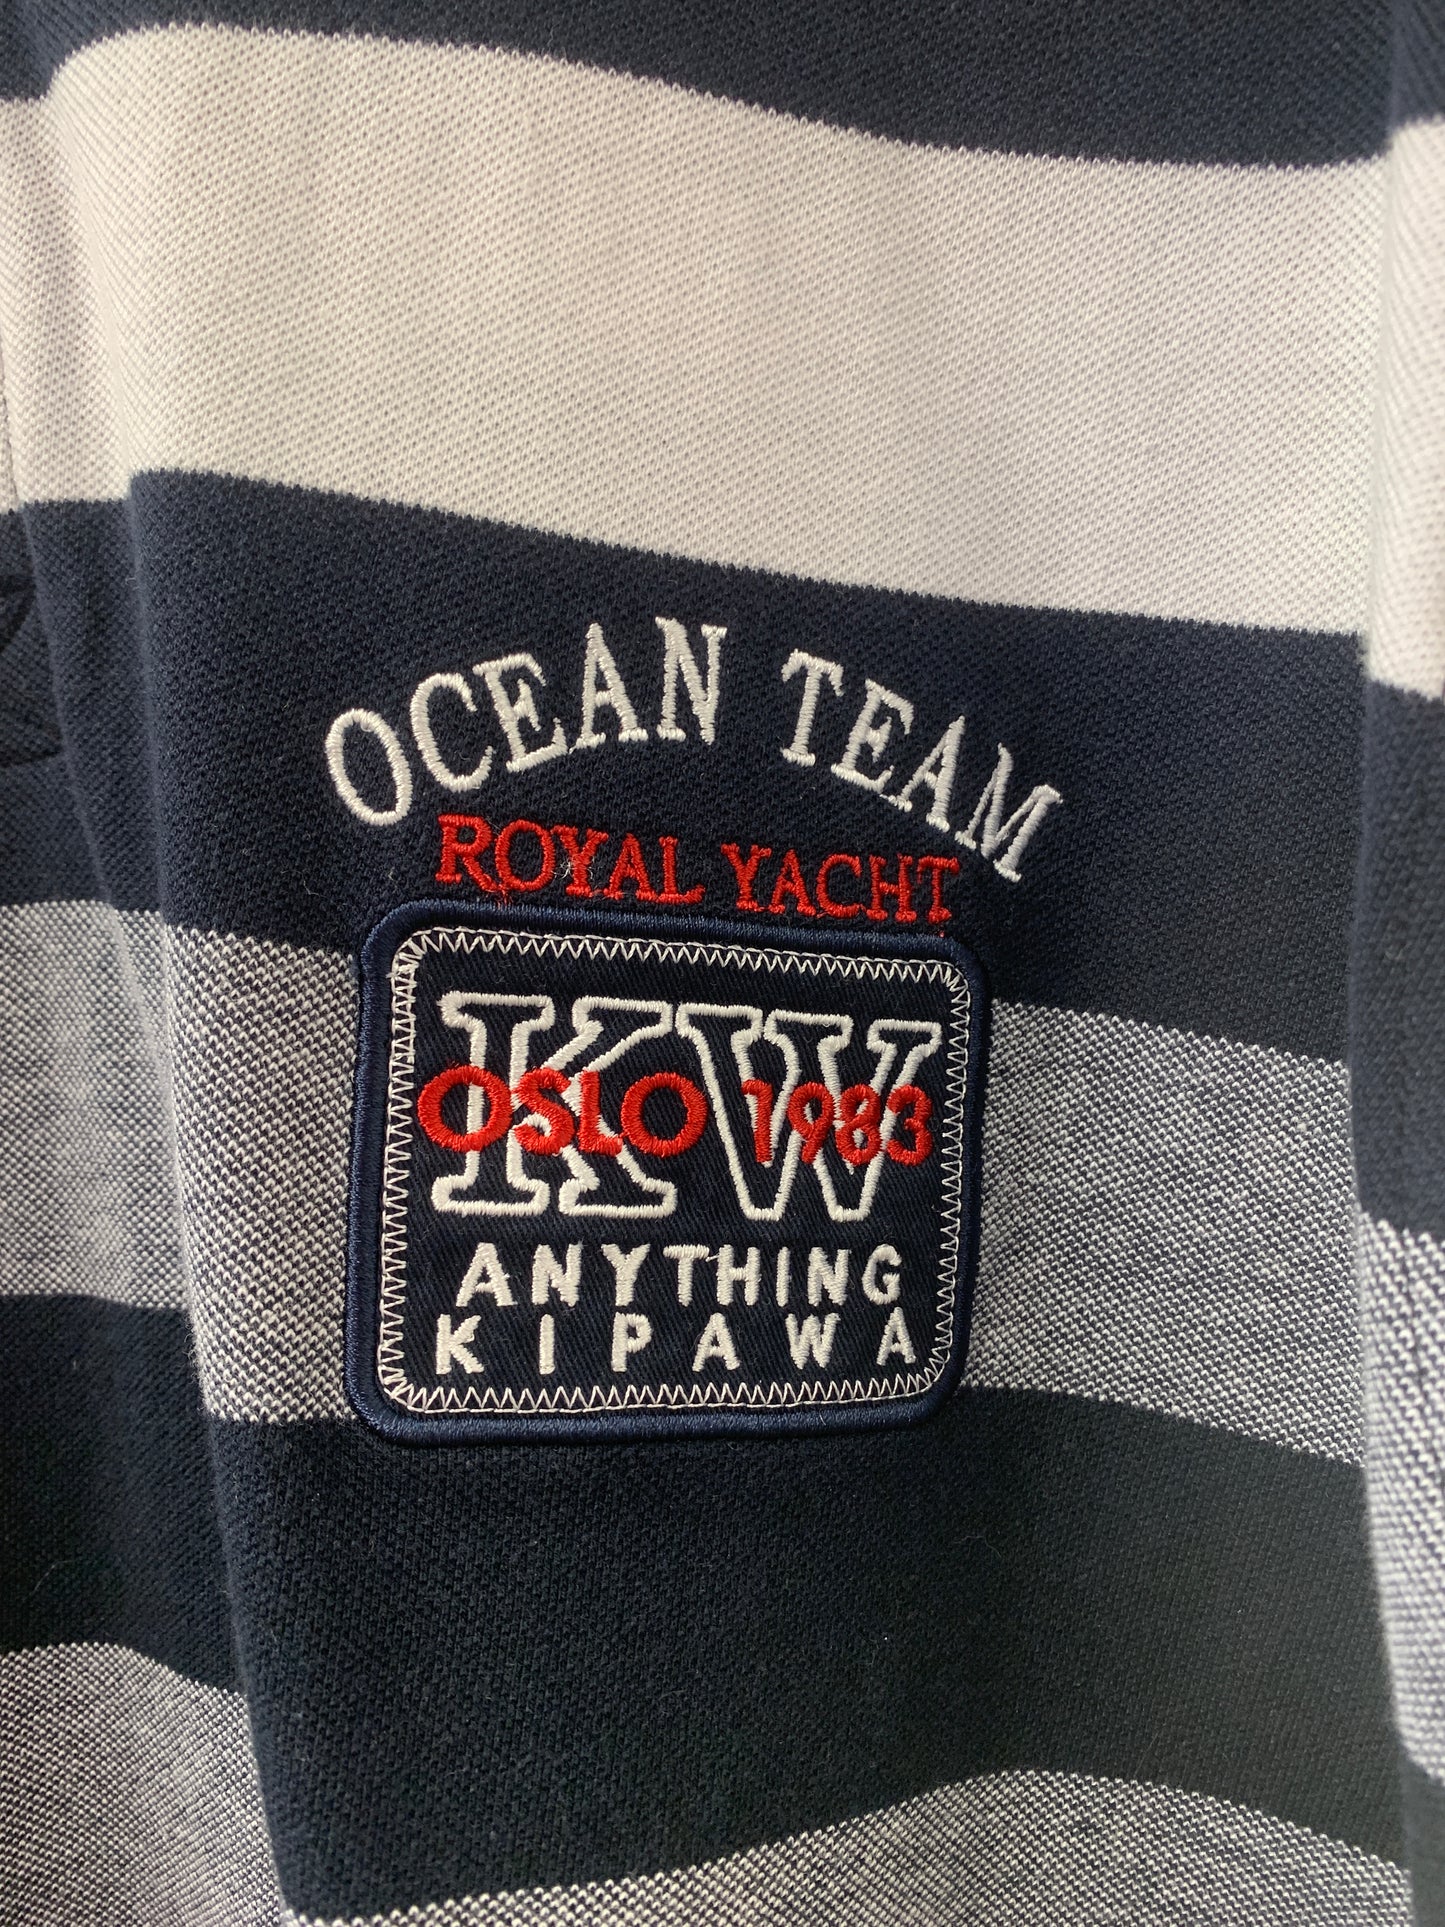 OCEAN TEAM
ROYAL YACHT
KW
OSLO 1983
ANYTHING
KIPAWA